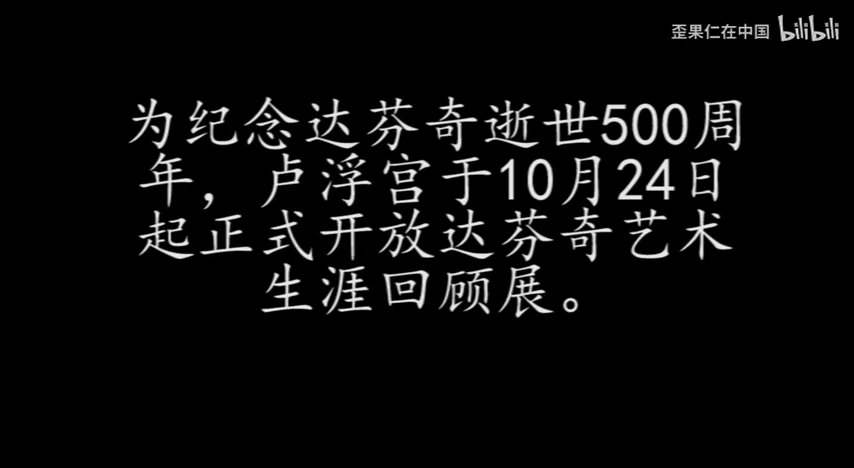 歪果仁在中国 bilibili
为纪念达芬奇逝世500周
年，卢浮宫于10月24日
起正式开放达芬奇艺术
生涯回顾展。